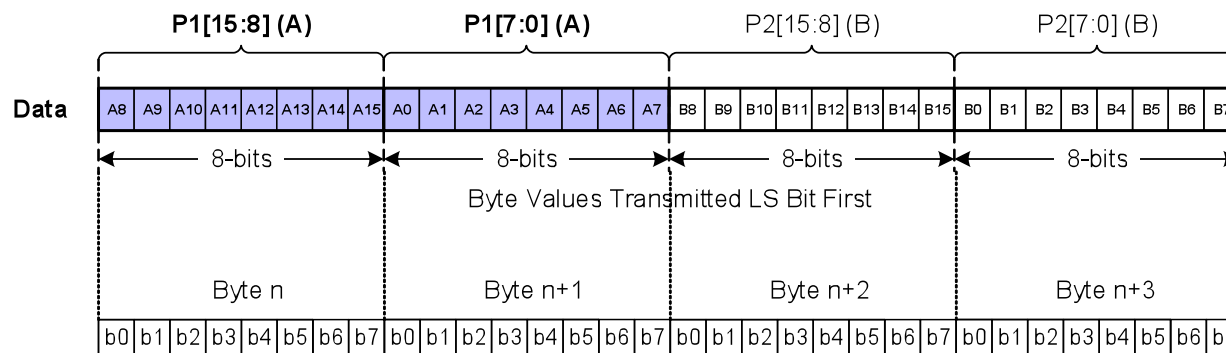 P1[15:8] (A) P1[7:0] (A) P2[15:8] (B) P2[7:0] (B)
Data A8 A9 A10 A11 A12 A13 A14 A15 A0 A1 A2 A3 A4 A5 A6 A7 B8 B9 B10 B11 B12 B13 B14 B15 B0 B1 B2 B3 B4 B5 B6 B7
8-bits 8-bits 8-bits 8-bits
Byte Values Transmitted LS Bit First
Byte n Byte n+1 Byte n+2 Byte n+3
b0 b1 b2 b3 b4 b5 b6 b7 b0 b1 b2 b3 b4 b5 b6 b7 b0 b1 b2 b3 b4 b5 b6 b7 b0 b1 b2 b3 b4 b5 b6